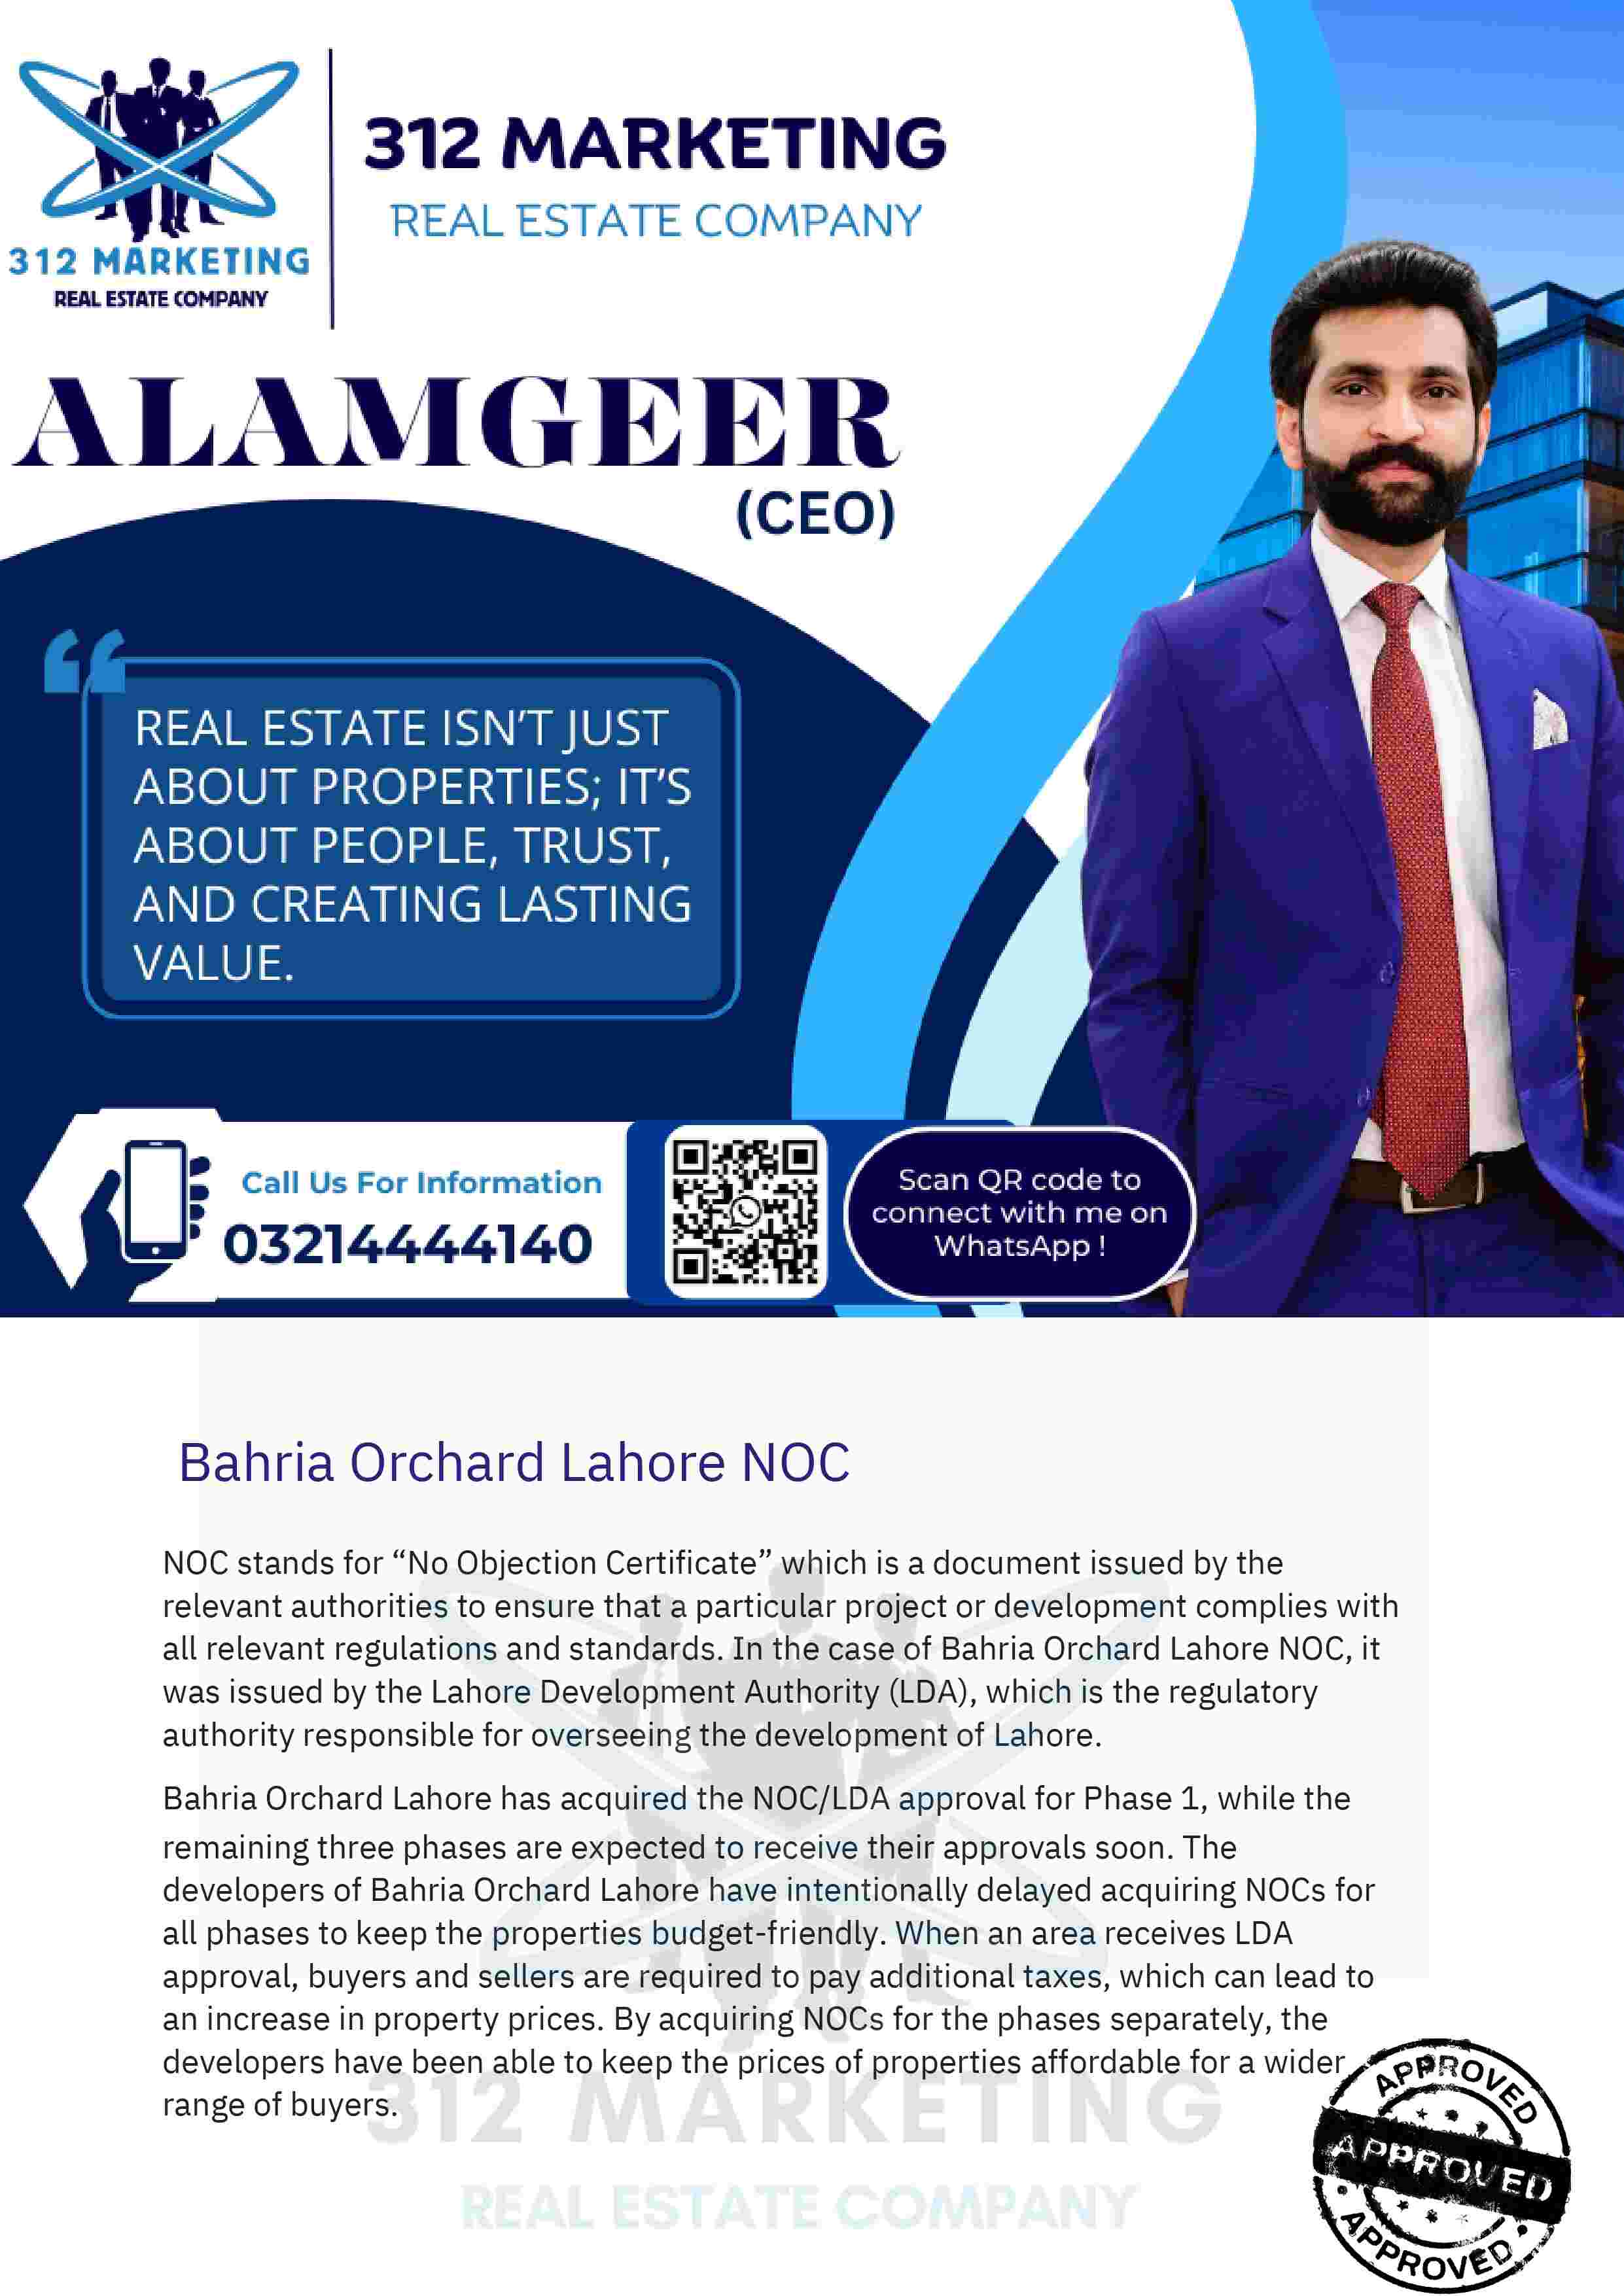 312 MARKETING
REAL ESTATE COMPANY
312 MARKETING
REAL ESTATE COMPANY
ALAMGEER
(CEO)
“
REAL ESTATE ISN’T JUST
ABOUT PROPERTIES; IT’S
ABOUT PEOPLE, TRUST,
AND CREATING LASTING
VALUE.
Call Us For Information
03214444140
Scan QR code to
connect with me on
WhatsApp !
Bahria Orchard Lahore NOC
NOC stands for “No Objection Certificate” which is a document issued by the
relevant authorities to ensure that a particular project or development complies with
all relevant regulations and standards. In the case of Bahria Orchard Lahore NOC, it
was issued by the Lahore Development Authority (LDA), which is the regulatory
authority responsible for overseeing the development of Lahore.
Bahria Orchard Lahore has acquired the NOC/LDA approval for Phase 1, while the
remaining three phases are expected to receive their approvals soon. The
developers of Bahria Orchard Lahore have intentionally delayed acquiring NOCs for
all phases to keep the properties budget-friendly. When an area receives LDA
approval, buyers and sellers are required to pay additional taxes, which can lead to
an increase in property prices. By acquiring NOCs for the phases separately, the
developers have been able to keep the prices of properties affordable for a wider
range of buyers.
312 MARKETING
REAL ESTATE COMPANY
APPROVED
APPROVED
APPROVED